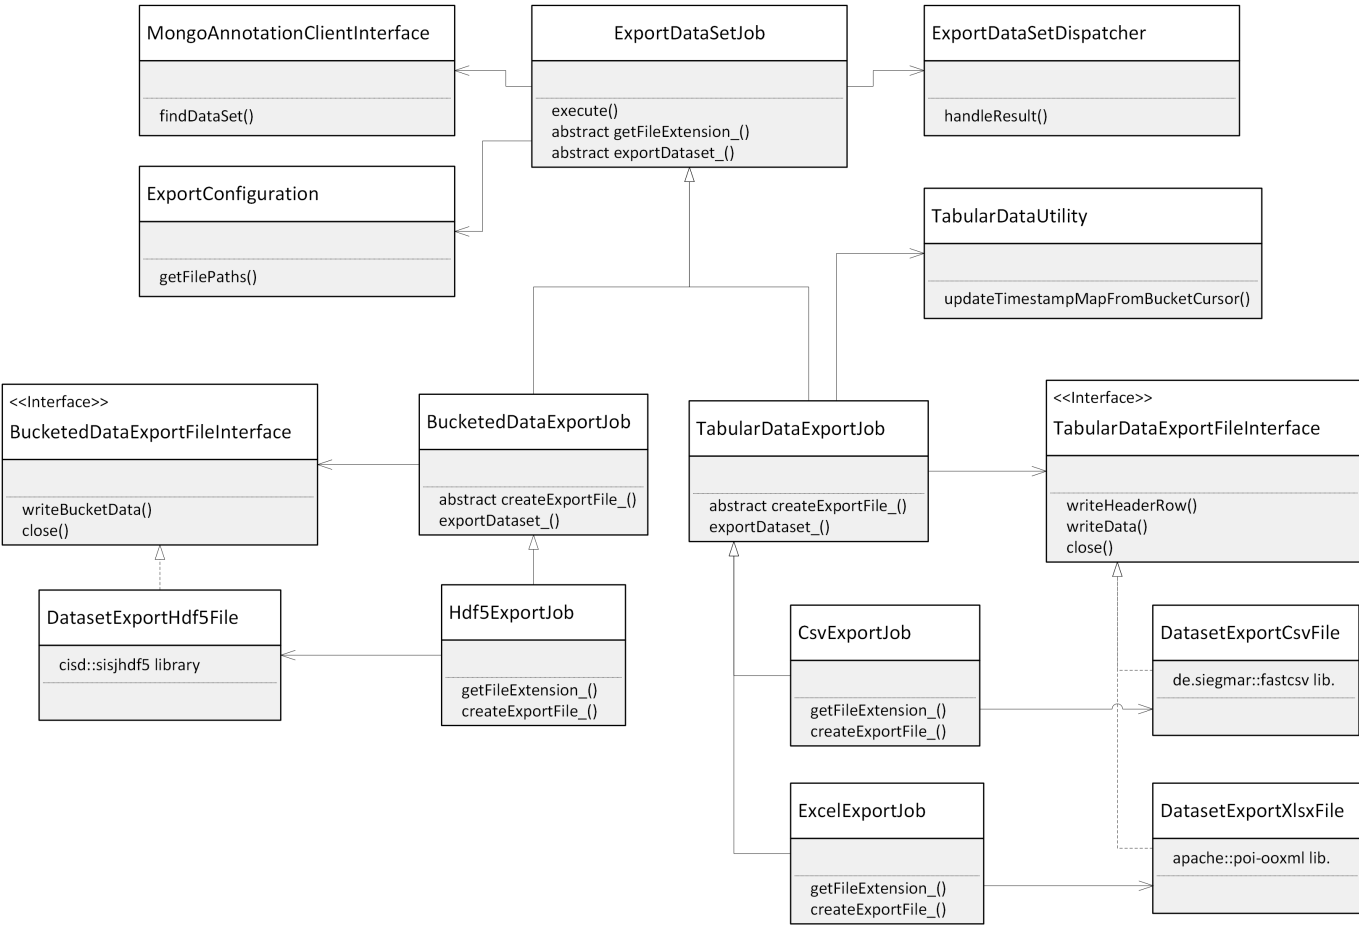 MongoAnnotationClientInterface
findDataSet()
ExportDataSetJob
execute()
abstract getFileExtension_()
abstract exportDataset_()
ExportDataSetDispatcher
handleResult()
ExportConfiguration
getFilePaths()
TabularDataUtility
updateTimestampMapFromBucketCursor()
<<Interface>>
BucketedDataExportFileInterface
writeBucketData()
close()
BucketedDataExportJob
abstract createExportFile_()
exportDataset_()
TabularDataExportJob
abstract createExportFile_()
exportDataset_()
<<Interface>>
TabularDataExportFileInterface
writeHeaderRow()
writeData()
close()
DatasetExportHdf5File
cisd::sisjhdf5 library
Hdf5ExportJob
getFileExtension_()
createExportFile_()
CsvExportJob
getFileExtension_()
createExportFile_()
DatasetExportCsvFile
de.siegmar::fastcsv lib.
ExcelExportJob
getFileExtension_()
createExportFile_()
DatasetExportXlsxFile
apache::poi-ooxml lib.